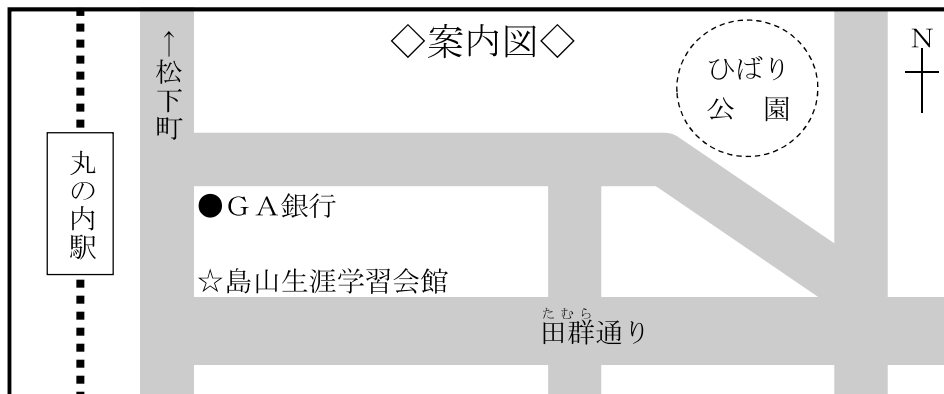 ◇案内図◇
↑松下町
丸の内駅
ひばり
公 園
N
●ＧＡ銀行
☆島山生涯学習会館
たむら
田群通り